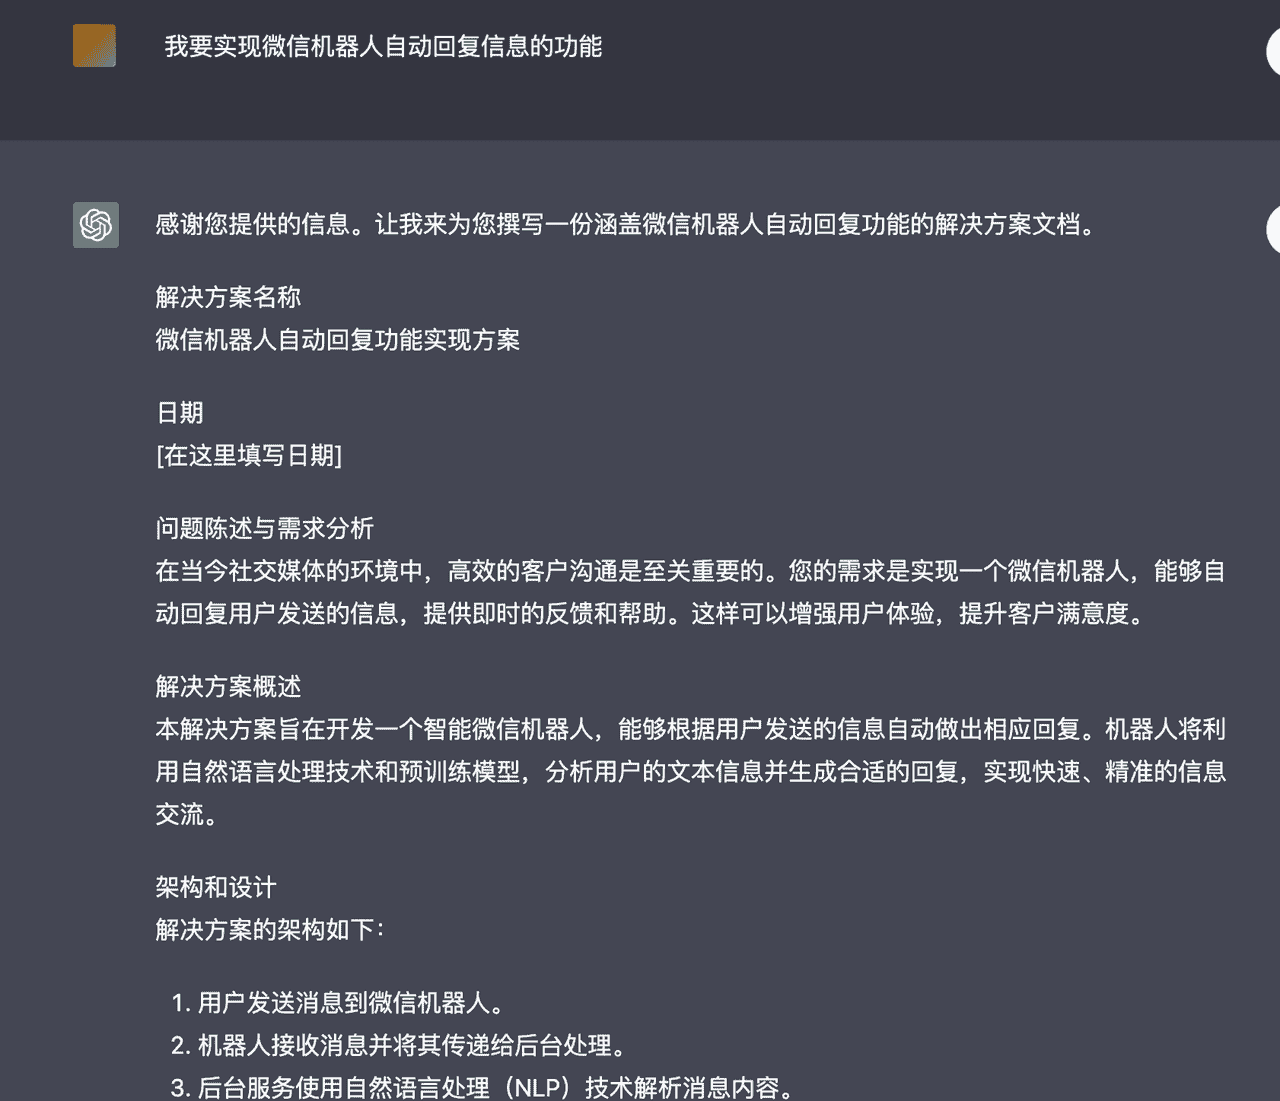 我要实现微信机器人自动回复信息的功能
感谢您提供的信息。让我来为您撰写一份涵盖微信机器人自动回复功能的解决方案文档。
解决方案名称
微信机器人自动回复功能实现方案
日期
[在这里填写日期]
问题陈述与需求分析
在当今社交媒体的环境中，高效的客户沟通是至关重要的。您的需求是实现一个微信机器人，能够自
动回复用户发送的信息，提供即时的反馈和帮助。这样可以增强用户体验，提升客户满意度。
解决方案概述
本解决方案旨在开发一个智能微信机器人，能够根据用户发送的信息自动做出相应回复。机器人将利
用自然语言处理技术和预训练模型，分析用户的文本信息并生成合适的回复，实现快速、精准的信息
交流。
架构和设计
解决方案的架构如下：
1. 用户发送消息到微信机器人。
2. 机器人接收消息并将其传递给后台处理。
3. 后台服务使用自然语言处理（NLP）技术解析消息内容。